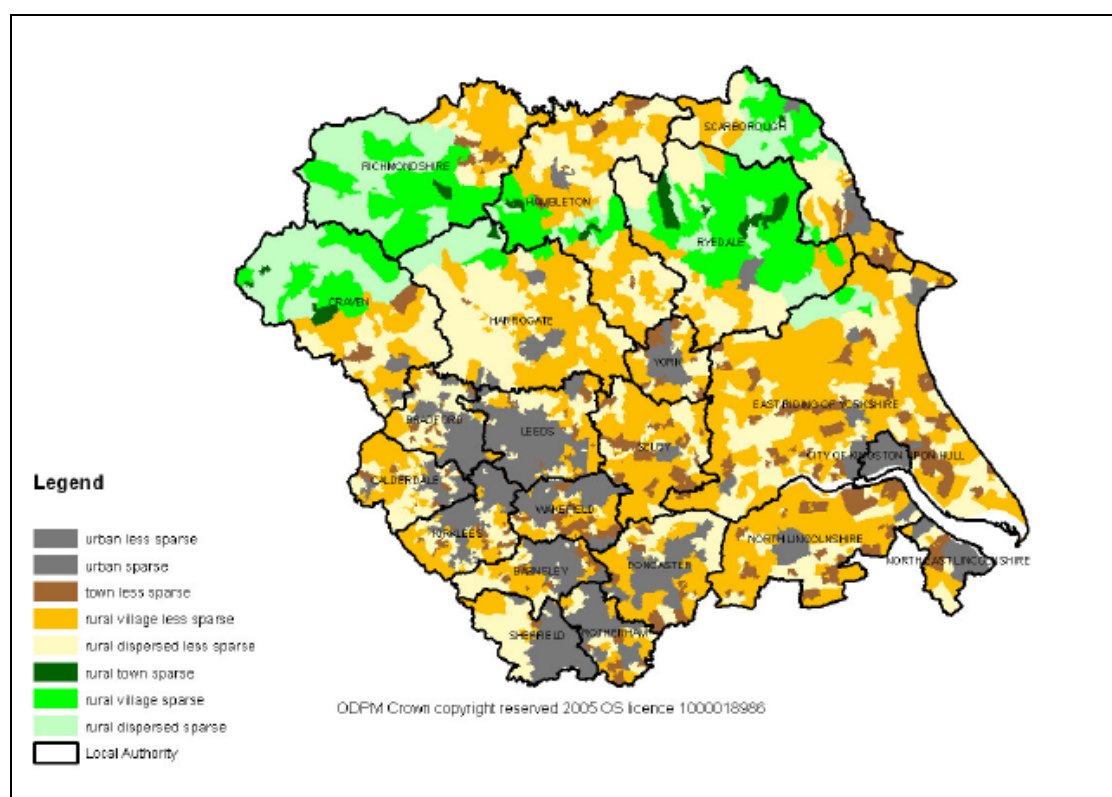 SCARBOROUGH
RICHMONDSHIRE
HAMBLETON
RYEDALE
CRAVEN
HARROGATE
YORK
EAST RIDING OF YORKSHIRE
BRADFORD
LEEDS
SELBY
CITY OF KINGSTON UPON HULL
CALDERDALE
WAKEFIELD
KIRKLEES
NORTH LINCOLNSHIRE
BARNSLEY
DONCASTER
NORTH EAST LINCOLNSHIRE
SHEFFIELD
ROTHERHAM
Legend
urban less sparse
urban sparse
town less sparse
rural village less sparse
rural dispersed less sparse
rural town sparse
rural village sparse
rural dispersed sparse
Local Authority
ODPM Crown copyright reserved 2005 OS licence 1000018986